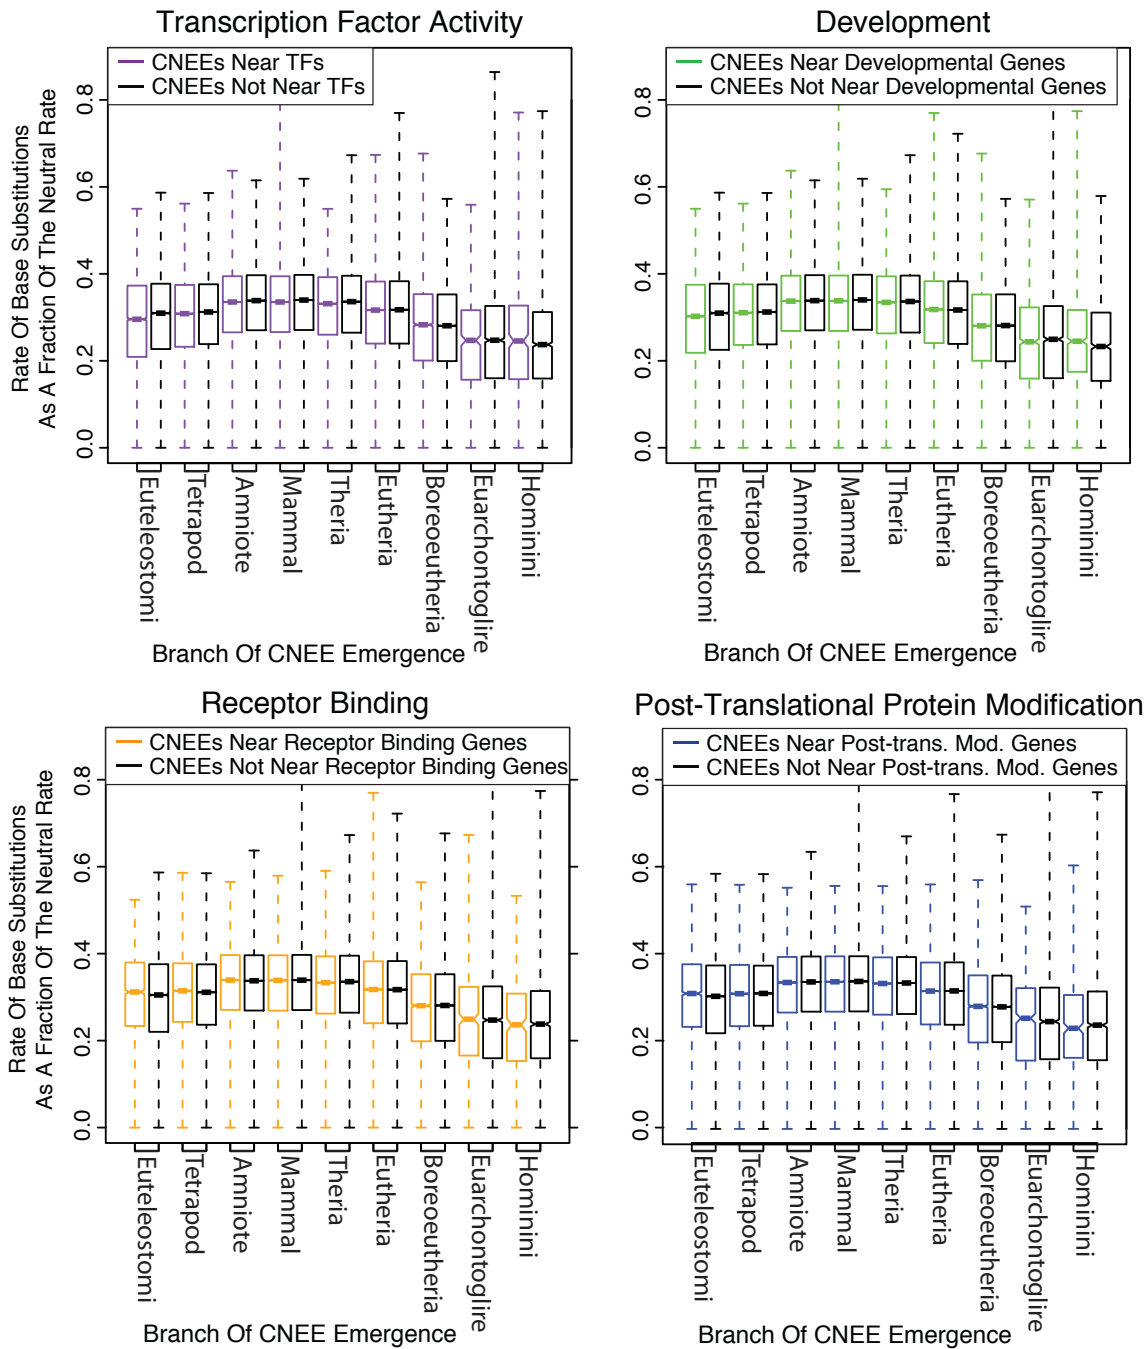 Transcription Factor Activity
CNEEs Near TFs
CNEEs Not Near TFs
Rate Of Base Substitutions
As A Fraction Of The Neutral Rate
0.8
0.6
0.4
0.2
0.0
Euteleostomi
Tetrapod
Amniote
Mammal
Theria
Eutheria
Boreoeutheria
Euarchontoglire
Hominini
Branch Of CNEE Emergence
Development
CNEEs Near Developmental Genes
CNEEs Not Near Developmental Genes
0.8
0.6
0.4
0.2
0.0
Euteleostomi
Tetrapod
Amniote
Mammal
Theria
Eutheria
Boreoeutheria
Euarchontoglire
Hominini
Branch Of CNEE Emergence
Receptor Binding
CNEEs Near Receptor Binding Genes
CNEEs Not Near Receptor Binding Genes
Rate Of Base Substitutions
As A Fraction Of The Neutral Rate
0.8
0.6
0.4
0.2
0.0
Euteleostomi
Tetrapod
Amniote
Mammal
Theria
Eutheria
Boreoeutheria
Euarchontoglire
Hominini
Branch Of CNEE Emergence
Post-Translational Protein Modification
CNEEs Near Post-trans. Mod. Genes
CNEEs Not Near Post-trans. Mod. Genes
0.8
0.6
0.4
0.2
0.0
Euteleostomi
Tetrapod
Amniote
Mammal
Theria
Eutheria
Boreoeutheria
Euarchontoglire
Hominini
Branch Of CNEE Emergence